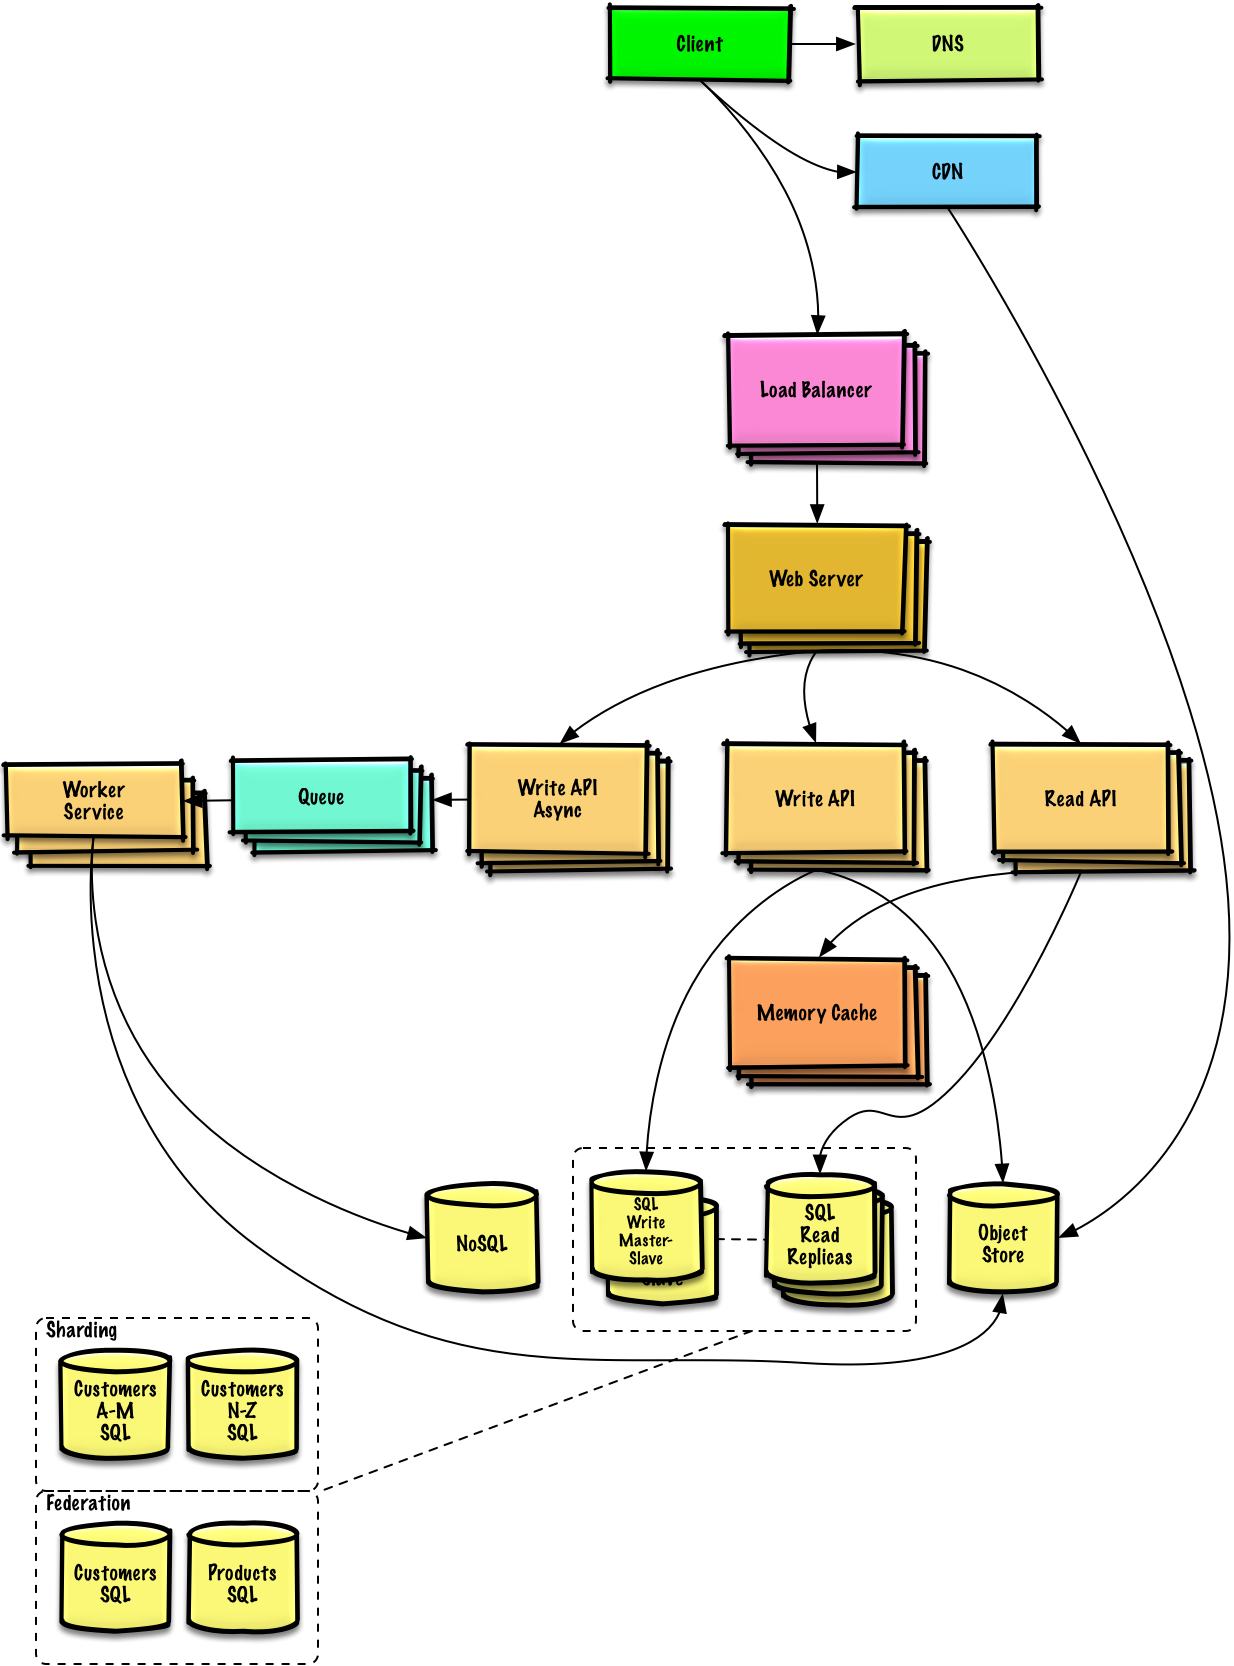 Client
DNS
CDN
Load Balancer
Web Server
Worker
Service
Queue
Write API
Async
Write API
Read API
Memory Cache
NoSQL
SQL
Write
Master-
Slave
Slave
SQL
Read
Replicas
Object
Store
Sharding
Customers
A-M
SQL
Customers
N-Z
SQL
Federation
Customers
SQL
Products
SQL